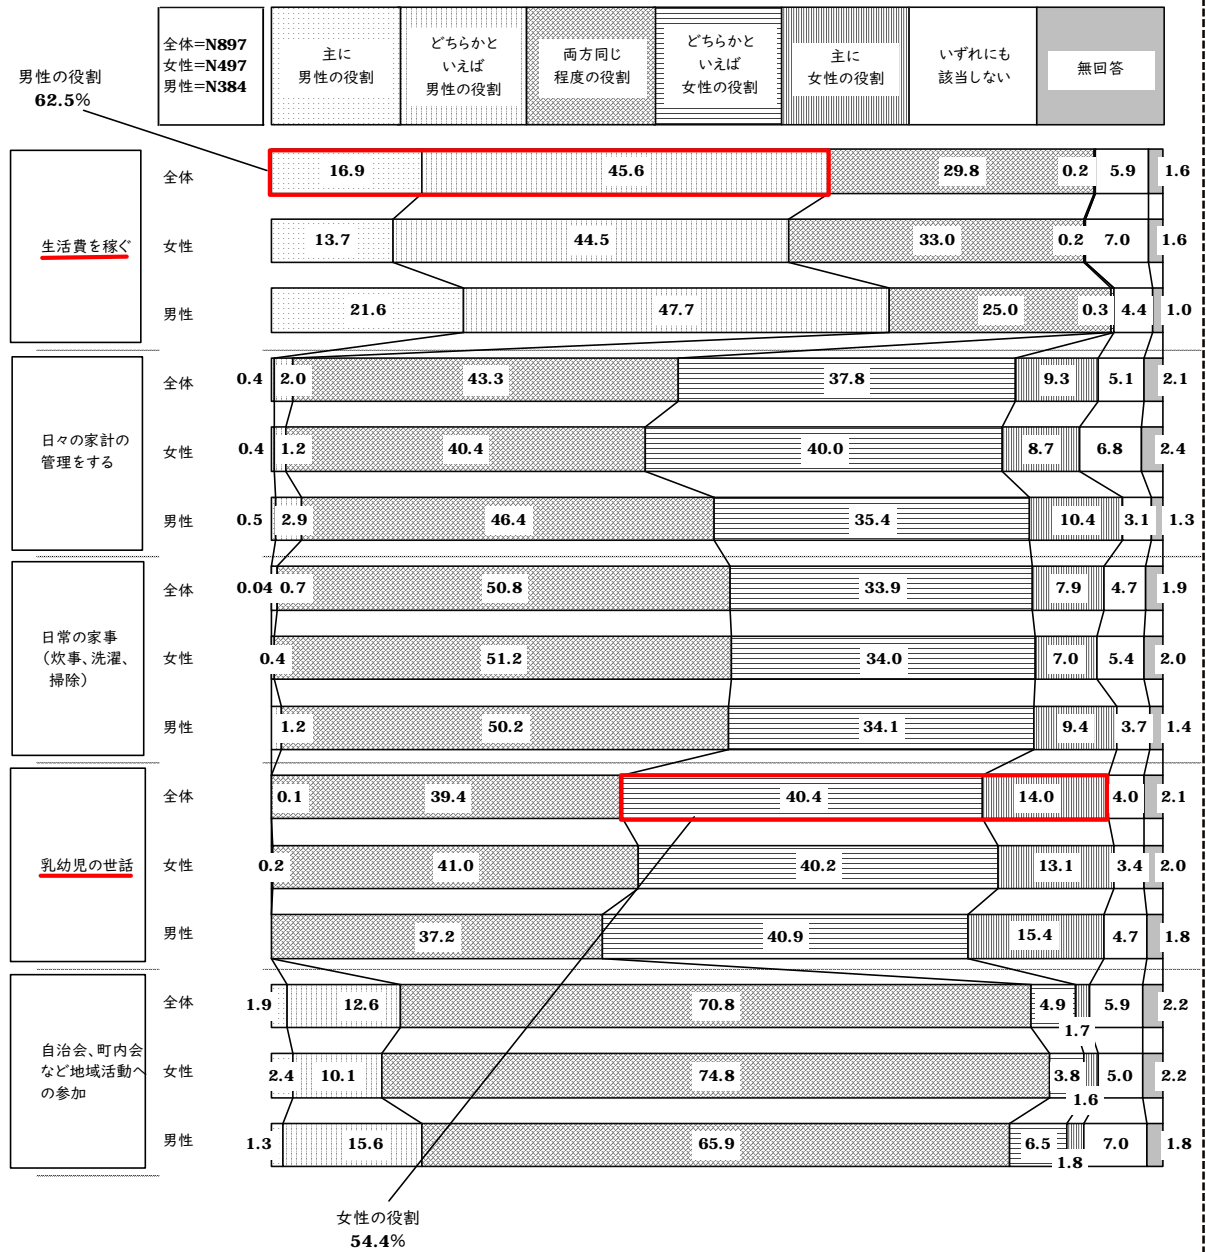 全体=N897
女性=N497
男性=N384
主に
男性の役割
どちらかと
いえば
男性の役割
両方同じ
程度の役割
どちらかと
いえば
女性の役割
主に
女性の役割
いずれにも
該当しない
無回答
男性の役割
62.5%
生活費を稼ぐ
全体 16.9 45.6 29.8 0.2 5.9 1.6
女性 13.7 44.5 33.0 0.2 7.0 1.6
男性 21.6 47.7 25.0 0.3 4.4 1.0
日々の家計の
管理をする
全体 0.4 2.0 43.3 37.8 9.3 5.1 2.1
女性 0.4 1.2 40.4 40.0 8.7 6.8 2.4
男性 0.5 2.9 46.4 35.4 10.4 3.1 1.3
日常の家事
(炊事、洗濯、
掃除)
全体 0.04 0.7 50.8 33.9 7.9 4.7 1.9
女性 0.4 51.2 34.0 7.0 5.4 2.0
男性 1.2 50.2 34.1 9.4 3.7 1.4
乳幼児の世話
全体 0.1 39.4 40.4 14.0 4.0 2.1
女性 0.2 41.0 40.2 13.1 3.4 2.0
男性 37.2 40.9 15.4 4.7 1.8
自治会、町内会
など地域活動へ
の参加
全体 1.9 12.6 70.8 4.9 1.7 5.9 2.2
女性 2.4 10.1 74.8 3.8 1.6 5.0 2.2
男性 1.3 15.6 65.9 6.5 1.8 7.0 1.8
女性の役割
54.4%